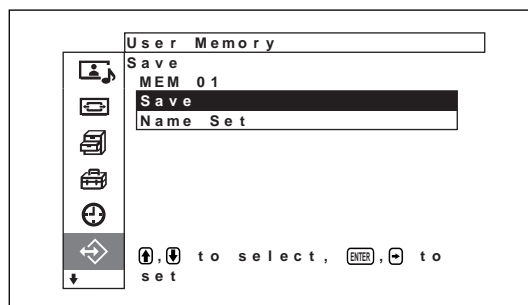 User Memory
Save
MEM 01
Save
Name Set
↑,↓ to select, ENTER,→ to
set